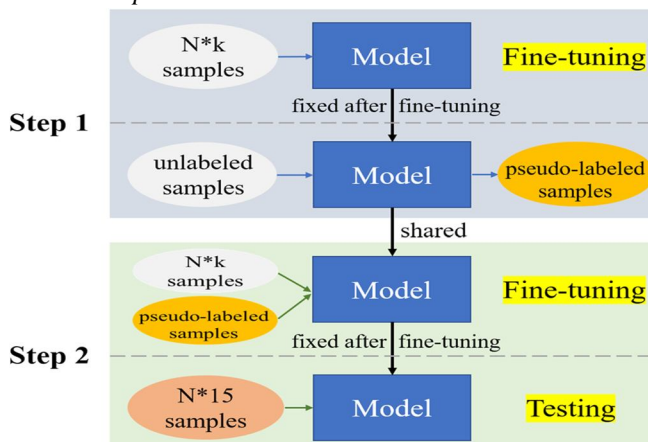 N*k
samples
Model
Fine-tuning
fixed after fine-tuning
Step 1
unlabeled
samples
Model
pseudo-labeled
samples
shared
N*k
samples
Model
Fine-tuning
pseudo-labeled
samples
fixed after fine-tuning
Step 2
N*15
samples
Model
Testing